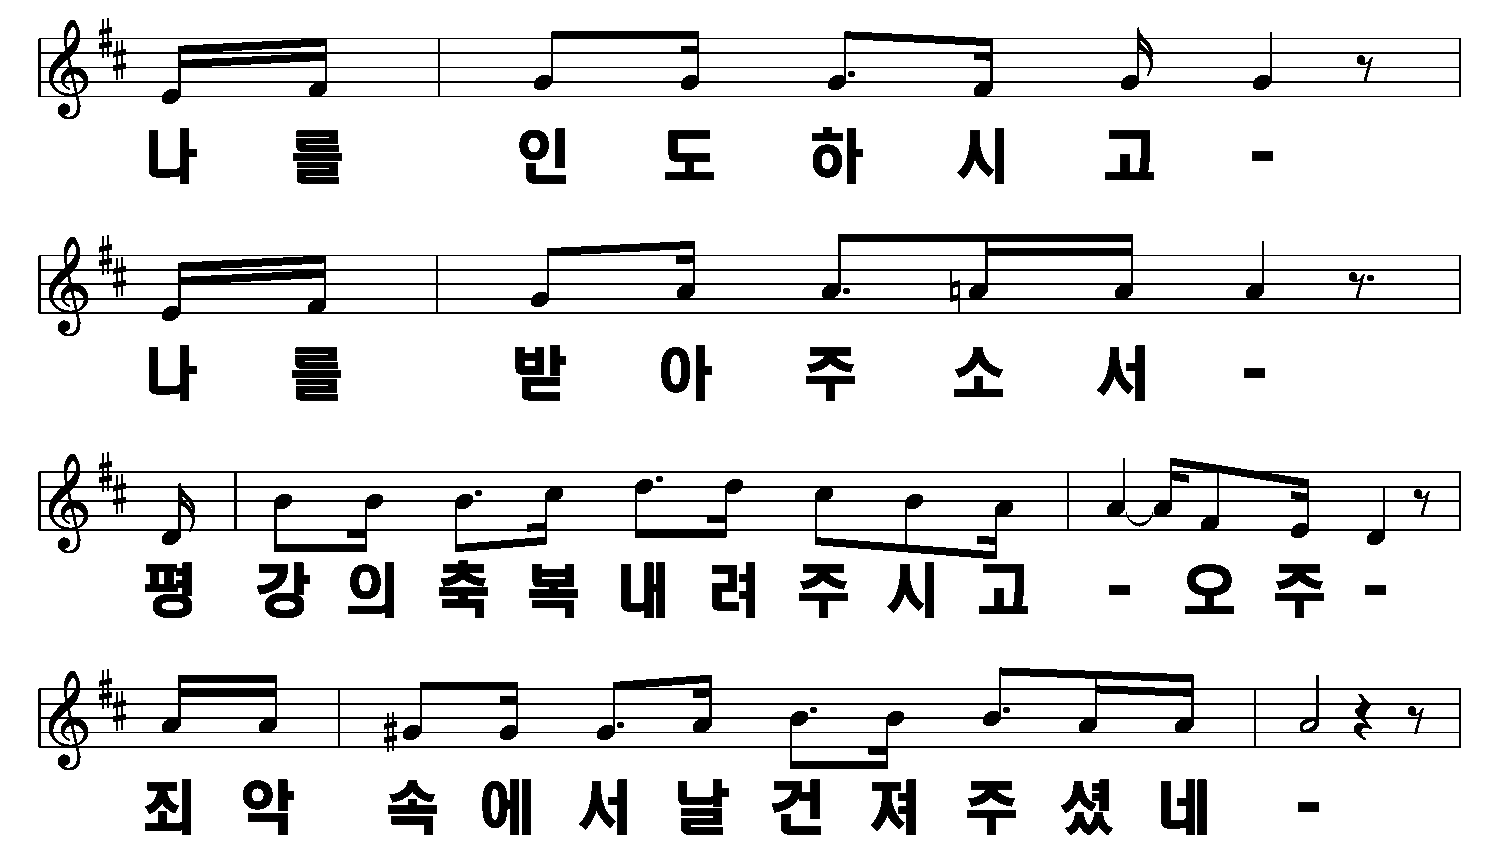 나를 인도하시고-
나를 받아주소서-
평강의축복내려주시고-오주-
죄악 속에서날건져주셨네-